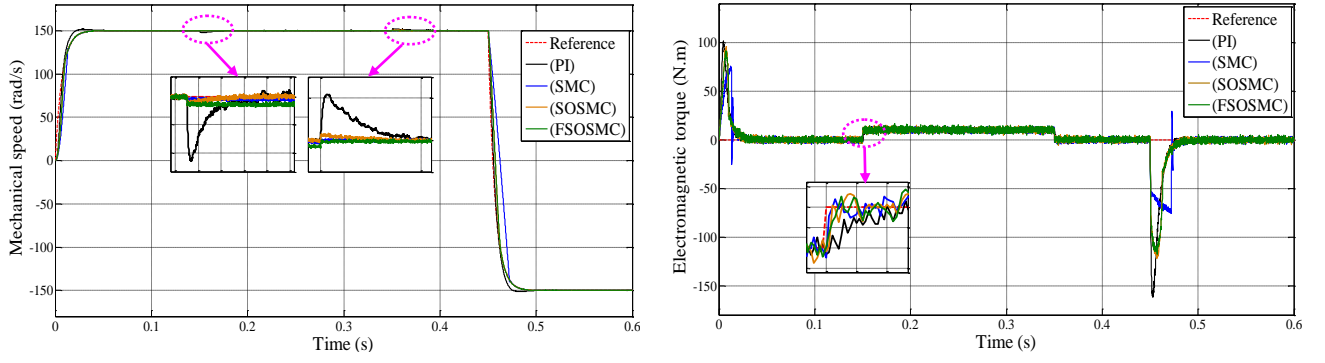 Mechanical speed (rad/s)
150
100
50
0
-50
-100
-150
0
0.1
0.2
0.3
0.4
0.5
0.6
Time (s)
Reference
(PI)
(SMC)
(SOSMC)
(FSOSMC)
Electromagnetic torque (N.m)
100
50
0
-50
-100
-150
0
0.1
0.2
0.3
0.4
0.5
0.6
Time (s)
Reference
(PI)
(SMC)
(SOSMC)
(FSOSMC)